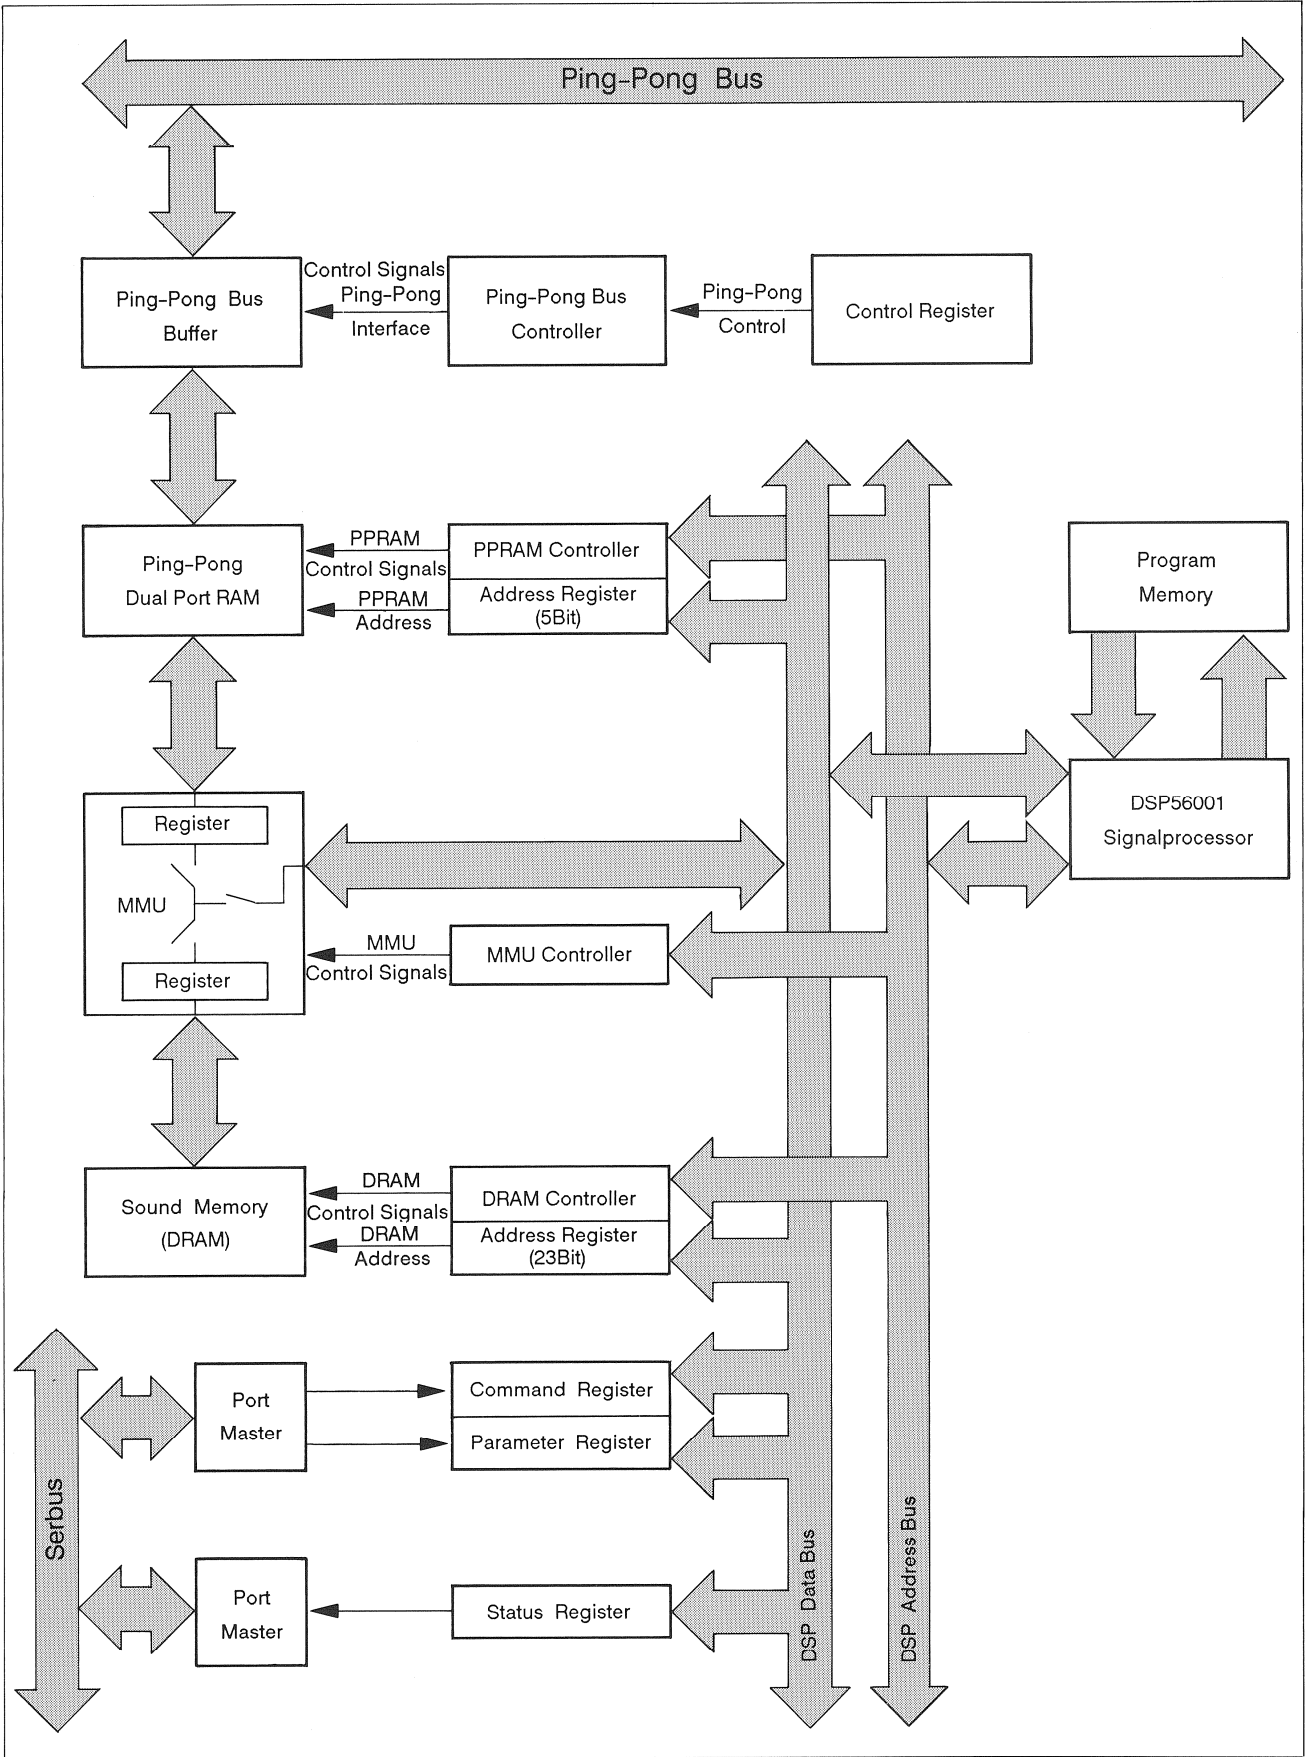 Ping-Pong Bus
Ping-Pong Bus
Buffer
Control Signals
Ping-Pong
Interface
Ping-Pong Bus
Controller
Ping-Pong
Control
Control Register
Ping-Pong
Dual Port RAM
PPRAM
Control Signals
PPRAM
Address
PPRAM Controller
Address Register
(5Bit)
Program
Memory
DSP56001
Signalprocessor
Register
MMU
Register
MMU
Control Signals
MMU Controller
Sound Memory
(DRAM)
DRAM
Control Signals
DRAM
Address
DRAM Controller
Address Register
(23Bit)
Serbus
Port
Master
Command Register
Parameter Register
Port
Master
Status Register
DSP Data Bus
DSP Address Bus